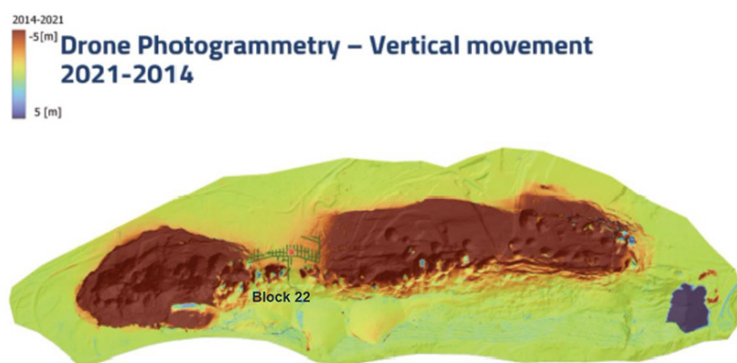 2014-2021
-5[m]
5 [m]
Drone Photogrammetry – Vertical movement
2021-2014
Block 22